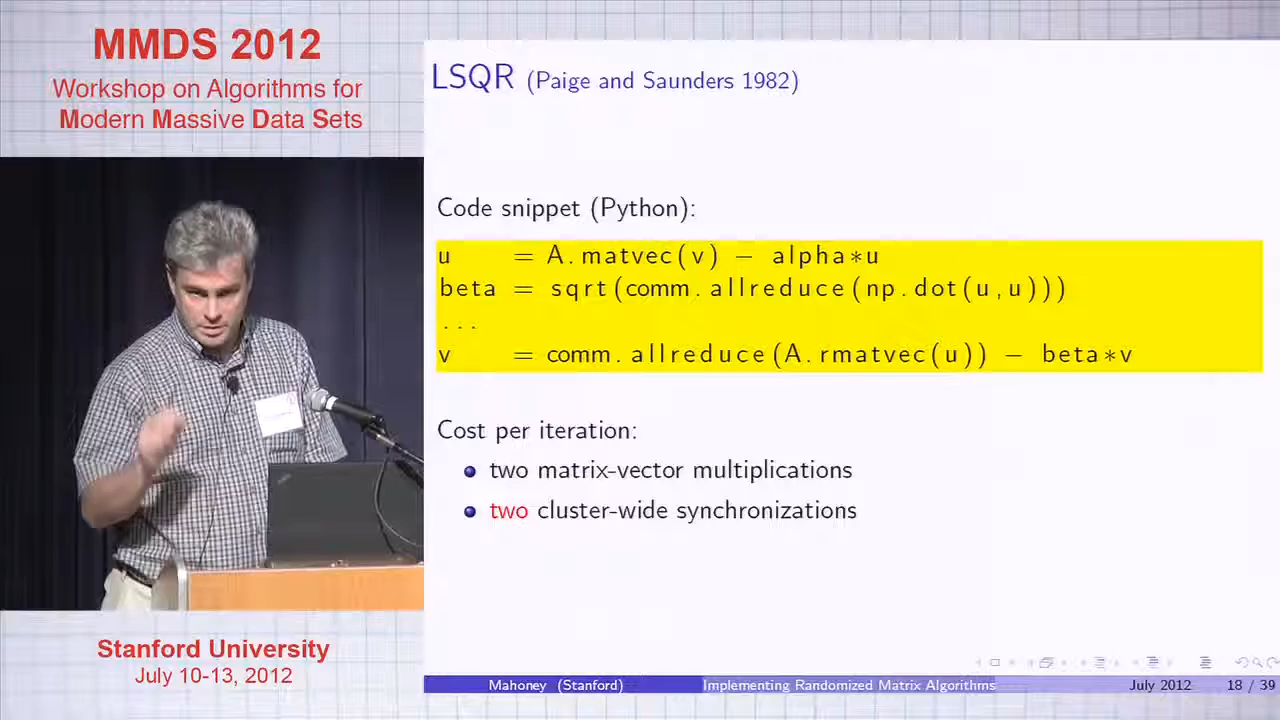 MMDS 2012
Workshop on Algorithms for
Modern Massive Data Sets
LSQR (Paige and Saunders 1982)
Code snippet (Python):
u = A.matvec(v) − alpha*u
beta = sqrt(comm.allreduce(np.dot(u,u)))
...
v = comm.allreduce(A.rmatvec(u)) − beta*v
Cost per iteration:
two matrix-vector multiplications
two cluster-wide synchronizations
Stanford University
July 10-13, 2012
Mahoney (Stanford) Implementing Randomized Matrix Algorithms July 2012 18 / 39